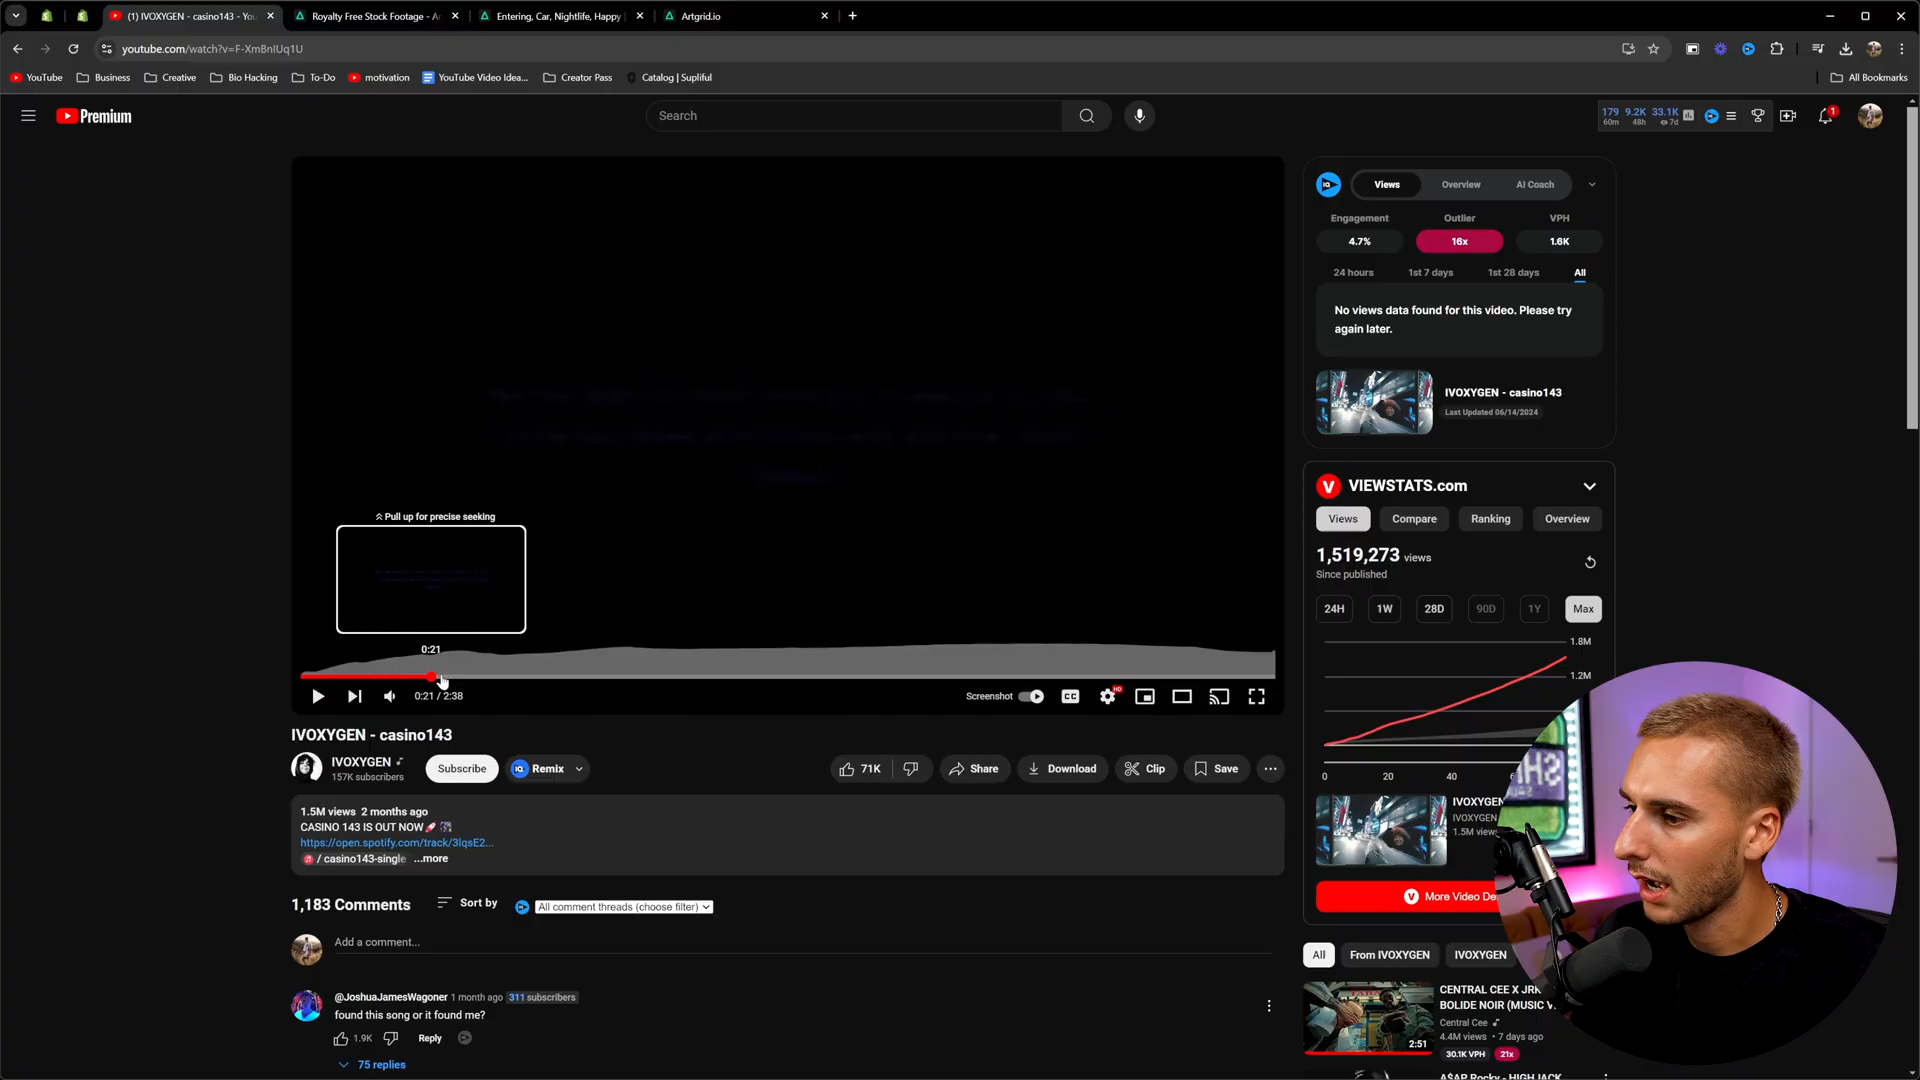 (1) IVOXYGEN - casino143 - You
Royalty Free Stock Footage - Ar
Entering, Car, Nightlife, Happy
Artgrid.io
youtube.com/watch?v=F-XmBnIUq1U
YouTube
Business
Creative
Bio Hacking
To-Do
motivation
YouTube Video Idea...
Creator Pass
Catalog | Supliful
All Bookmarks
Premium
Search
179 9.2K 33.1K
60m 48h 7d
1
Views
Overview
AI Coach
Engagement
Outlier
VPH
4.7%
16x
1.6K
24 hours
1st 7 days
1st 28 days
All
No views data found for this video. Please try
again later.
IVOXYGEN - casino143
Last Updated 06/14/2024
Pull up for precise seeking
0:21
0:21 / 2:38
Screenshot
CC
HD
VIEWSTATS.com
Views
Compare
Ranking
Overview
1,519,273 views
Since published
24H
1W
28D
90D
1Y
Max
1.8M
1.2M
0
20
40
IVOXYGEN
IVOXYGEN
1.5M views
More Video De
IVOXYGEN - casino143
IVOXYGEN
157K subscribers
Subscribe
Remix
71K
Share
Download
Clip
Save
1.5M views 2 months ago
CASINO 143 IS OUT NOW🚀 🎆
https://open.spotify.com/track/3IqsE2...
/ casino143-single ...more
1,183 Comments
Sort by
All comment threads (choose filter)
Add a comment...
@JoshuaJamesWagoner 1 month ago 311 subscribers
found this song or it found me?
1.9K
Reply
75 replies
All
From IVOXYGEN
IVOXYGEN
CENTRAL CEE X JRK
BOLIDE NOIR (MUSIC V
Central Cee
4.4M views • 7 days ago
30.1K VPH
21x
2:51
A$AP Rocky - HIGHJACK